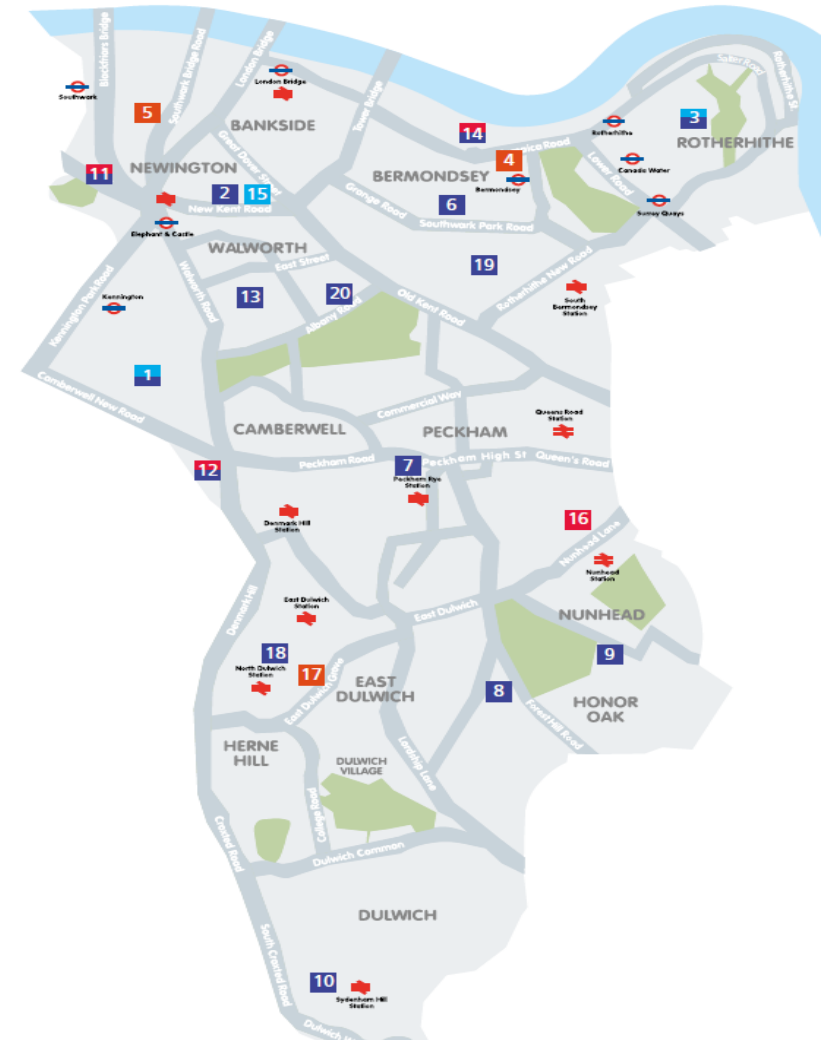 Blackfriars Bridge
Southwark Bridge Road
London Bridge
London Bridge
Tower Bridge
Southwark
5
BANKSIDE
14
Rotherhithe
Salter Road
Rotherhithe St
3
ROTHERHITHE
11
NEWINGTON
Great Dover Street
2
15
New Kent Road
Elephant & Castle
BERMONDSEY
4
Bermondsey
Lower Road
Canada Water
Surrey Quays
Grange Road
6
Southwark Park Road
WALWORTH
East Street
19
Rotherhithe New Road
South
Bermondsey
Station
Kennington Park Road
Kennington
Walworth Road
13
20
Albany Road
Old Kent Road
1
Camberwell New Road
Commercial Way
CAMBERWELL
PECKHAM
Queens Road
Station
12
Peckham Road
7
Peckham High St
Queen's Road
Peckham Rye
Station
Denmark Hill
Station
16
Nunhead Lane
Nunhead
Station
Denmark Hill
East Dulwich
Station
East Dulwich
NUNHEAD
18
North Dulwich
Station
17
East Dulwich Grove
EAST
DULWICH
9
8
HONOR
OAK
Forest Hill Road
HERNE
HILL
DULWICH
VILLAGE
Lordship Lane
College Road
Croxted Road
Dulwich Common
DULWICH
South Croxted Road
10
Sydenham Hill
Station
Dulwich